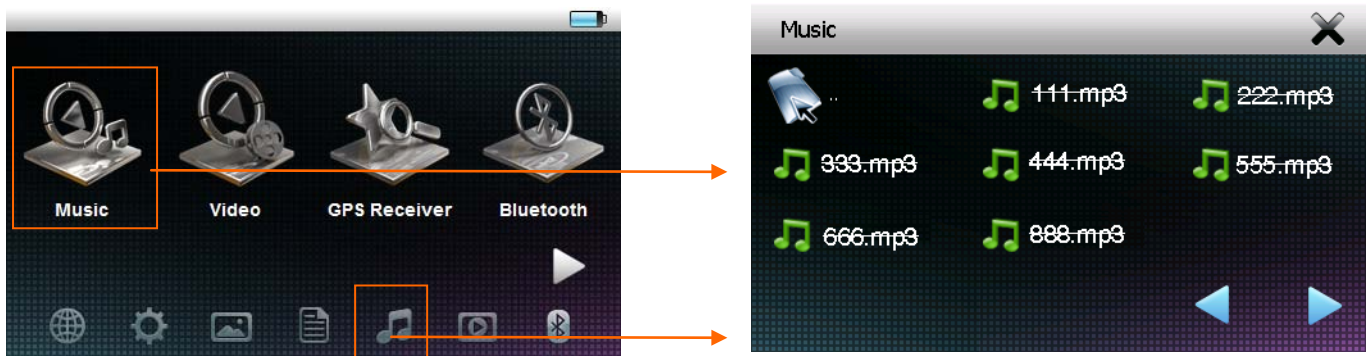 Music Video GPS Receiver Bluetooth
Music
..
111.mp3 222.mp3
333.mp3 444.mp3 555.mp3
666.mp3 888.mp3